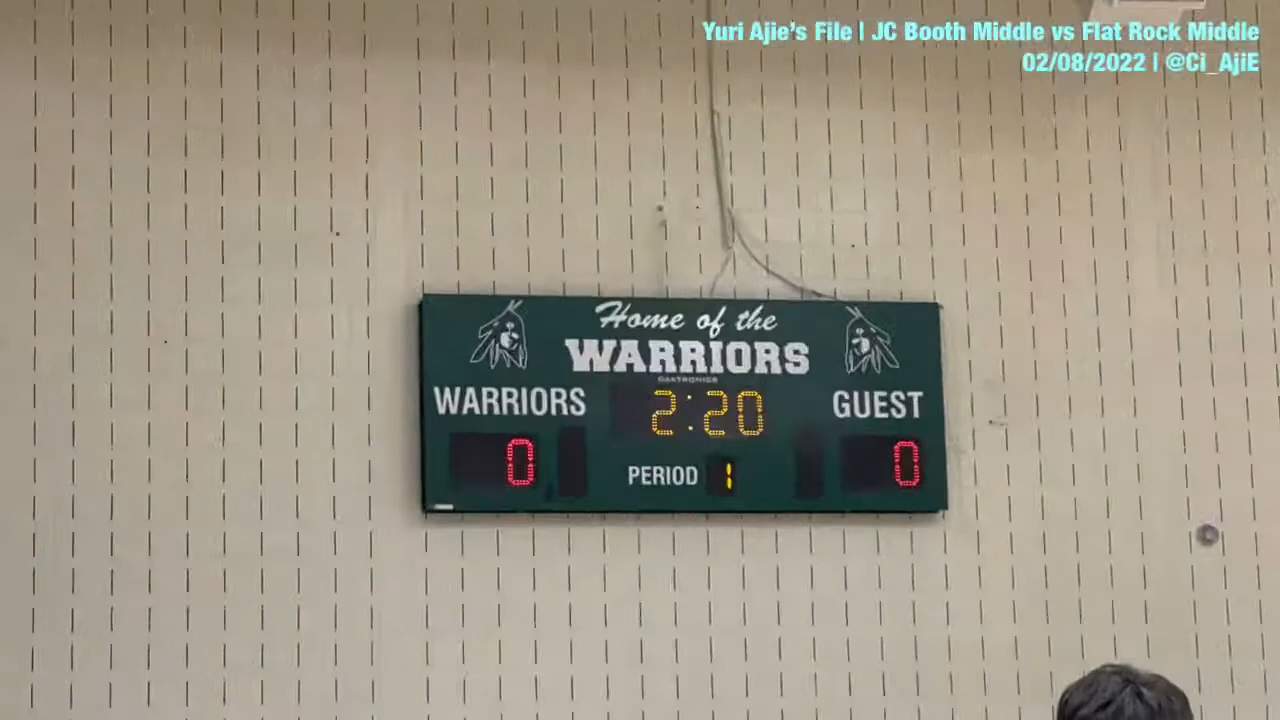 Yuri Ajie's File | JC Booth Middle vs Flat Rock Middle
02/08/2022 | @Ci_AjiE
Home of the
WARRIORS
DAKTRONICS
WARRIORS
2:20
GUEST
0
PERIOD 1
0